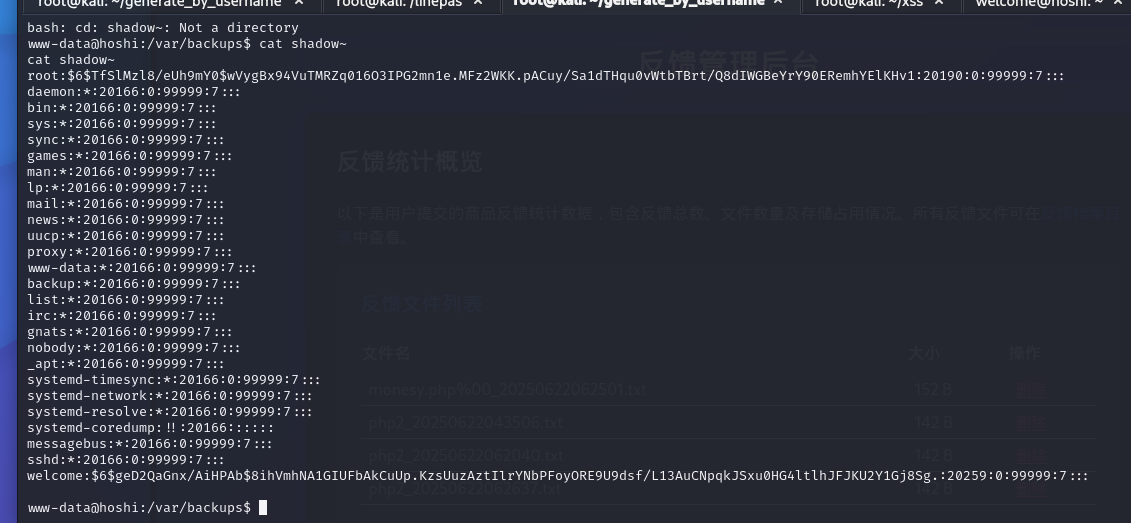 root@kali: ~/generate_by_username ×
root@kali: /linepas ×
root@kali: ~/generate_by_username ×
root@kali: ~/xss ×
welcome@hoshi: ~ ×
bash: cd: shadow~: Not a directory
www-data@hoshi:/var/backups$ cat shadow~
cat shadow~
root:$6$TfSlMzl8/eUh9mY0$wVygBx94VuTMRZq016O3IPG2mn1e.MFz2WKK.pACuy/Sa1dTHqu0vWtbTBrt/Q8dIWGBeYrY90ERemhYElKHv1:20190:0:99999:7:::
daemon:*:20166:0:99999:7:::
bin:*:20166:0:99999:7:::
sys:*:20166:0:99999:7:::
sync:*:20166:0:99999:7:::
games:*:20166:0:99999:7:::
man:*:20166:0:99999:7:::
lp:*:20166:0:99999:7:::
mail:*:20166:0:99999:7:::
news:*:20166:0:99999:7:::
uucp:*:20166:0:99999:7:::
proxy:*:20166:0:99999:7:::
www-data:*:20166:0:99999:7:::
backup:*:20166:0:99999:7:::
list:*:20166:0:99999:7:::
irc:*:20166:0:99999:7:::
gnats:*:20166:0:99999:7:::
nobody:*:20166:0:99999:7:::
_apt:*:20166:0:99999:7:::
systemd-timesync:*:20166:0:99999:7:::
systemd-network:*:20166:0:99999:7:::
systemd-resolve:*:20166:0:99999:7:::
systemd-coredump:!!:20166::::::
messagebus:*:20166:0:99999:7:::
sshd:*:20166:0:99999:7:::
welcome:$6$geD2QaGnx/AiHPAb$8ihVmhNA1GIUFbAkCuUp.KzsUuzAztIlrYNbPFoyORE9U9dsf/L13AuCNpqkJSxu0HG4ltlhJFJKU2Y1Gj8Sg.:20259:0:99999:7:::
www-data@hoshi:/var/backups$
反馈管理后台
反馈统计概览
以下是用户提交的商品反馈统计数据，包含反馈总数、文件数量及存储占用情况。所有反馈文件可在
中查看。
反馈文件列表
文件名 大小 操作
monesy.php%00_20250622062501.txt 152 B 删除
php2_20250622043506.txt 142 B 删除
php2_20250622062040.txt 142 B 删除
142 B 删除